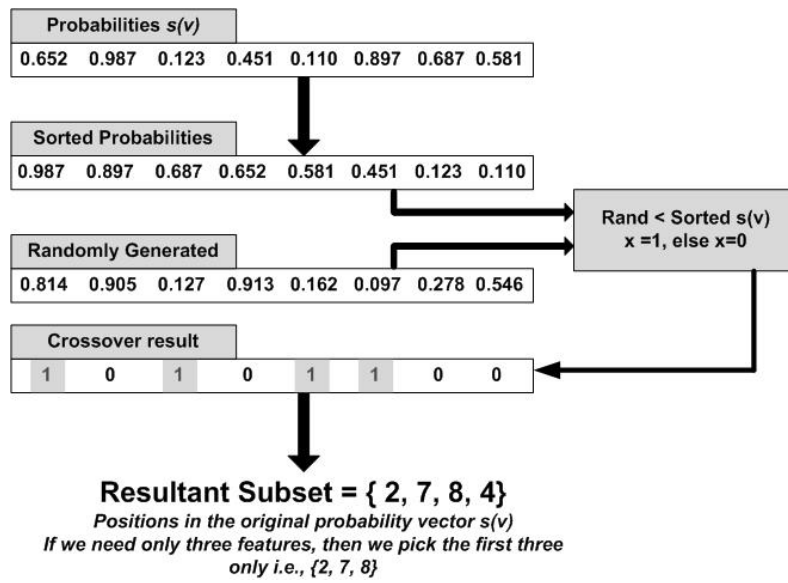 Probabilities s(v)
0.652 0.987 0.123 0.451 0.110 0.897 0.687 0.581
Sorted Probabilities
0.987 0.897 0.687 0.652 0.581 0.451 0.123 0.110
Rand < Sorted s(v)
x =1, else x=0
Randomly Generated
0.814 0.905 0.127 0.913 0.162 0.097 0.278 0.546
Crossover result
1 0 1 0 1 1 0 0
Resultant Subset = { 2, 7, 8, 4}
Positions in the original probability vector s(v)
If we need only three features, then we pick the first three
only i.e., {2, 7, 8}